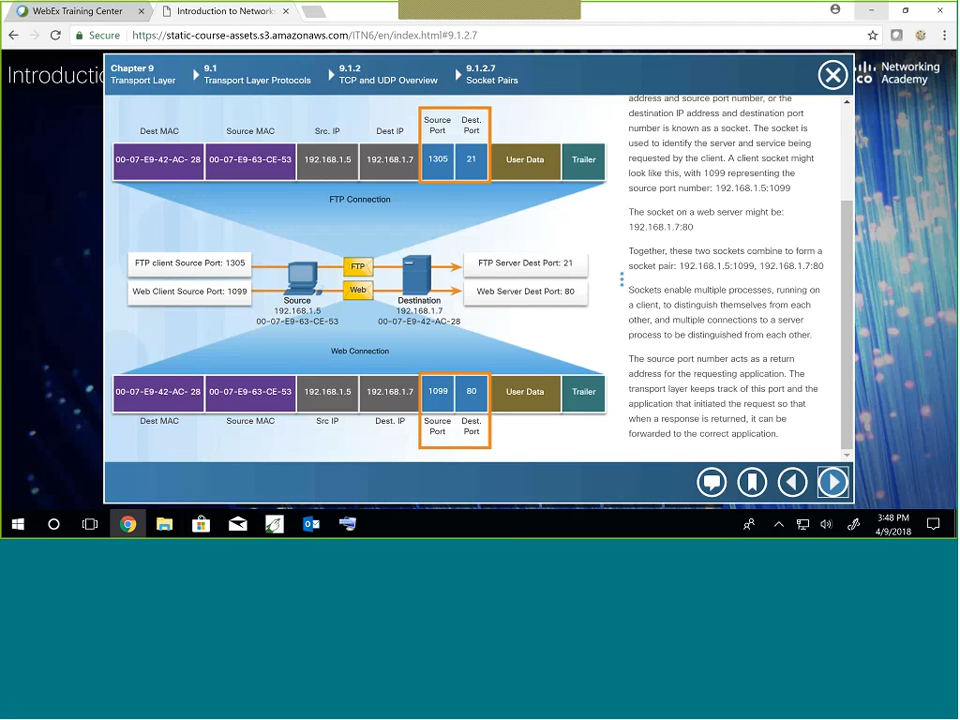 WebEx Training Center
Introduction to Network
Secure https://static-course-assets.s3.amazonaws.com/ITN6/en/index.html#9.1.2.7
Introductio
Chapter 9
Transport Layer
9.1
Transport Layer Protocols
9.1.2
TCP and UDP Overview
9.1.2.7
Socket Pairs
Networking
Academy
Dest MAC Source MAC Src. IP Dest IP Source Port Dest. Port
00-07-E9-42-AC- 28 00-07-E9-63-CE-53 192.168.1.5 192.168.1.7 1305 21 User Data Trailer
FTP Connection
FTP client Source Port: 1305 FTP FTP Server Dest Port: 21
Web Client Source Port: 1099 Web Web Server Dest Port: 80
Source
192.168.1.5
00-07-E9-63-CE-53
Destination
192.168.1.7
00-07-E9-42-AC-28
Web Connection
00-07-E9-42-AC- 28 00-07-E9-63-CE-53 192.168.1.5 192.168.1.7 1099 80 User Data Trailer
Dest MAC Source MAC Src IP Dest. IP Source Port Dest. Port
address and source port number, or the
destination IP address and destination port
number is known as a socket. The socket is
used to identify the server and service being
requested by the client. A client socket might
look like this, with 1099 representing the
source port number: 192.168.1.5:1099
The socket on a web server might be:
192.168.1.7:80
Together, these two sockets combine to form a
socket pair: 192.168.1.5:1099, 192.168.1.7:80
Sockets enable multiple processes, running on
a client, to distinguish themselves from each
other, and multiple connections to a server
process to be distinguished from each other.
The source port number acts as a return
address for the requesting application. The
transport layer keeps track of this port and the
application that initiated the request so that
when a response is returned, it can be
forwarded to the correct application.
3:48 PM
4/9/2018